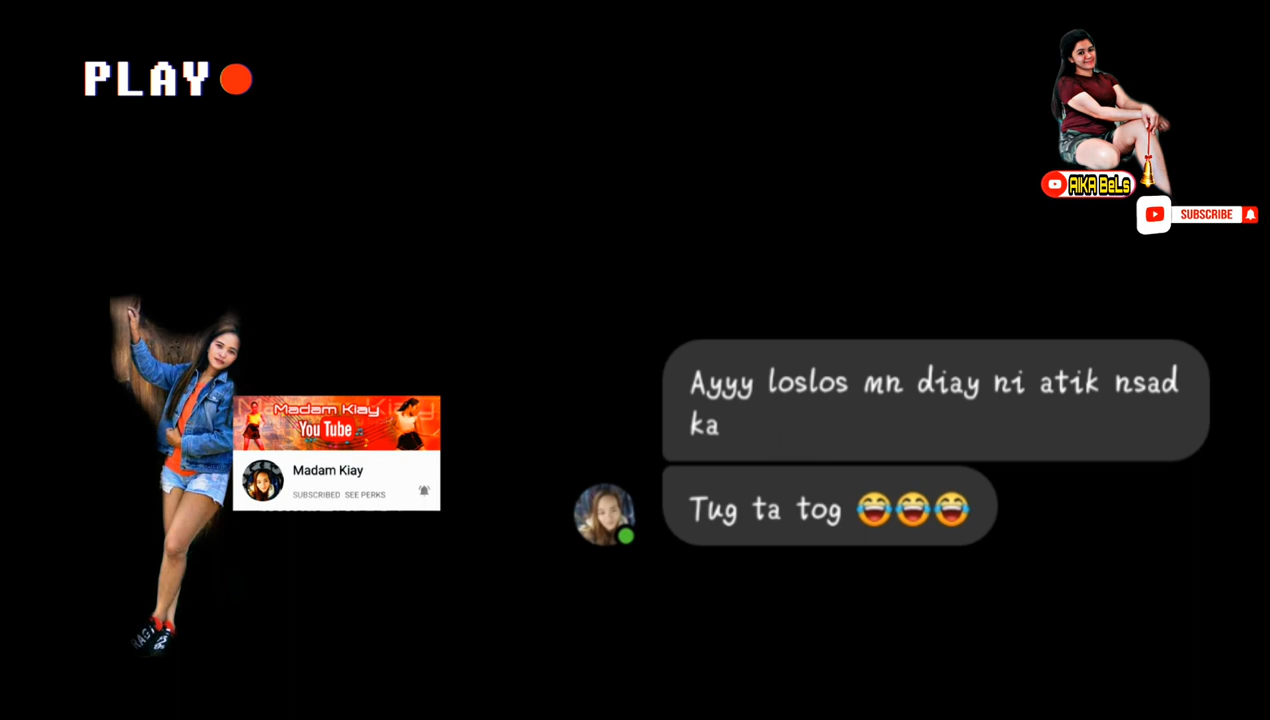 PLAY
AIKA BeLs
SUBSCRIBE
Madam Kiay
You Tube
Madam Kiay
SUBSCRIBED SEE PERKS
Ayyy loslos mn diay ni atik nsad
ka
Tug ta tog 😂😂😂